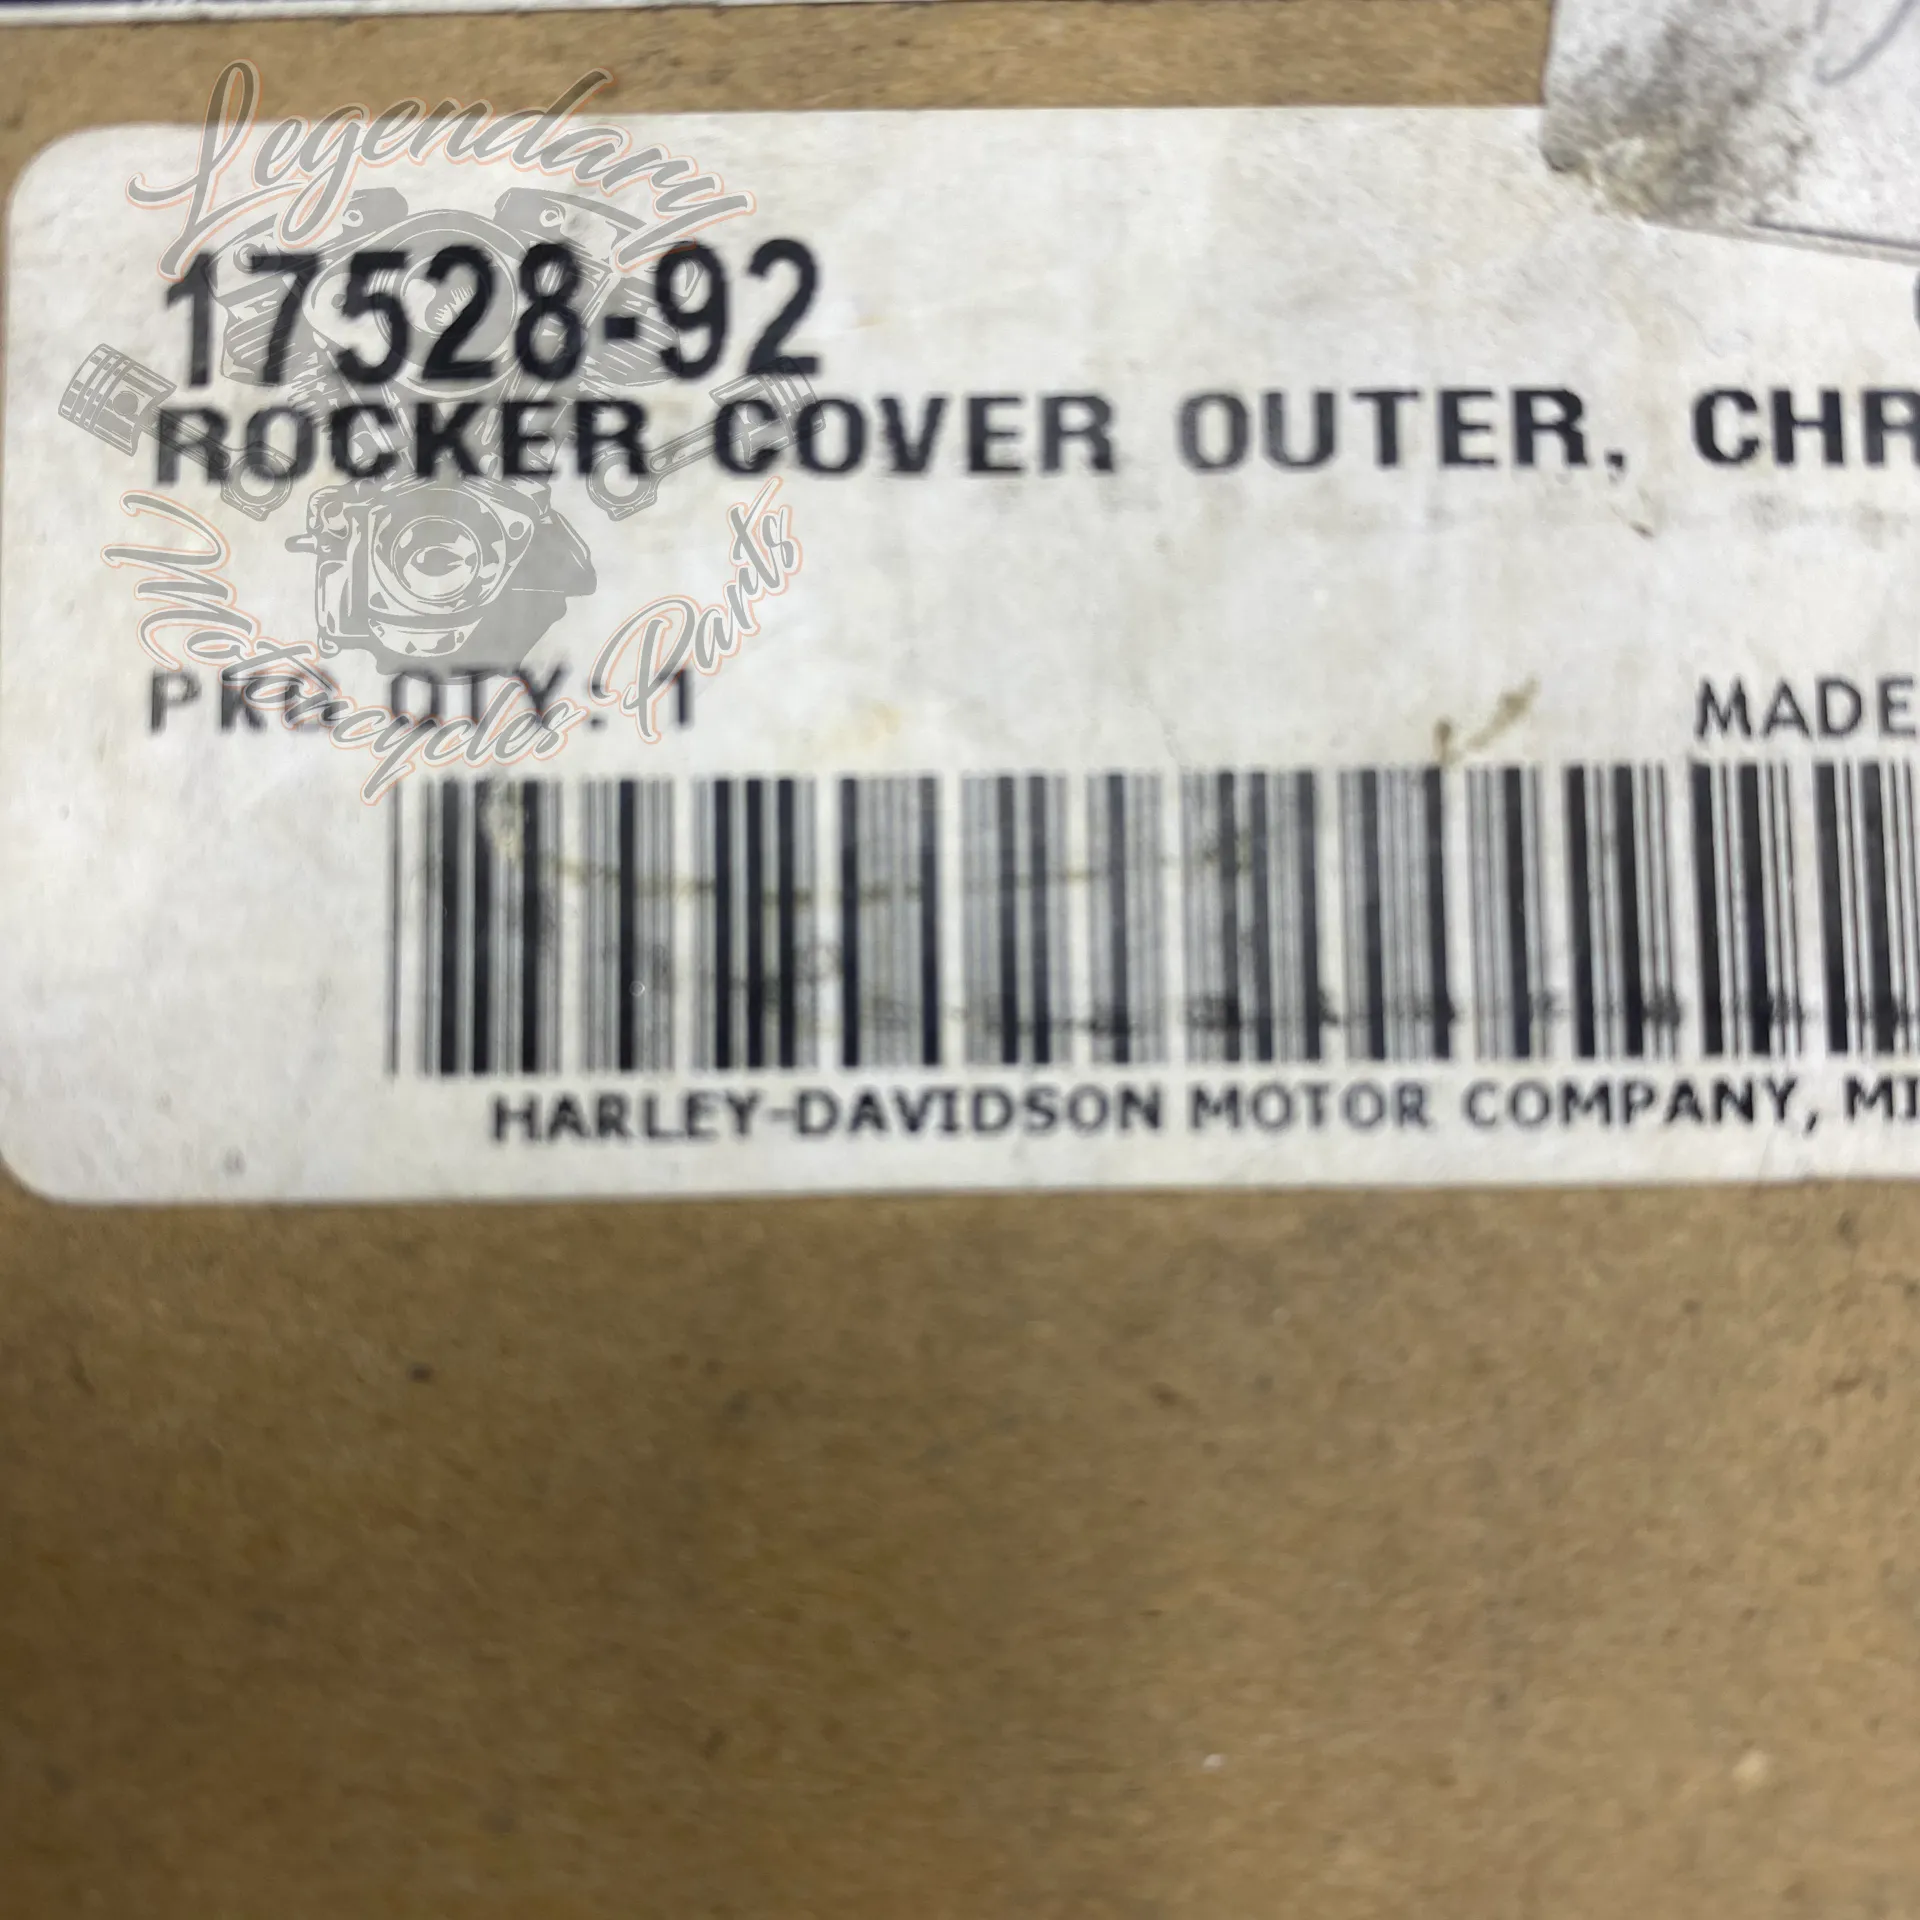 Legendary
17528-92
ROCKER COVER OUTER, CHR
Motorcycles Parts
PKG QTY: 1
MADE
HARLEY-DAVIDSON MOTOR COMPANY, MI